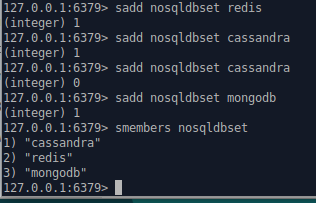 127.0.0.1:6379> sadd nosqldbset redis
(integer) 1
127.0.0.1:6379> sadd nosqldbset cassandra
(integer) 1
127.0.0.1:6379> sadd nosqldbset cassandra
(integer) 0
127.0.0.1:6379> sadd nosqldbset mongodb
(integer) 1
127.0.0.1:6379> smembers nosqldbset
1) "cassandra"
2) "redis"
3) "mongodb"
127.0.0.1:6379>